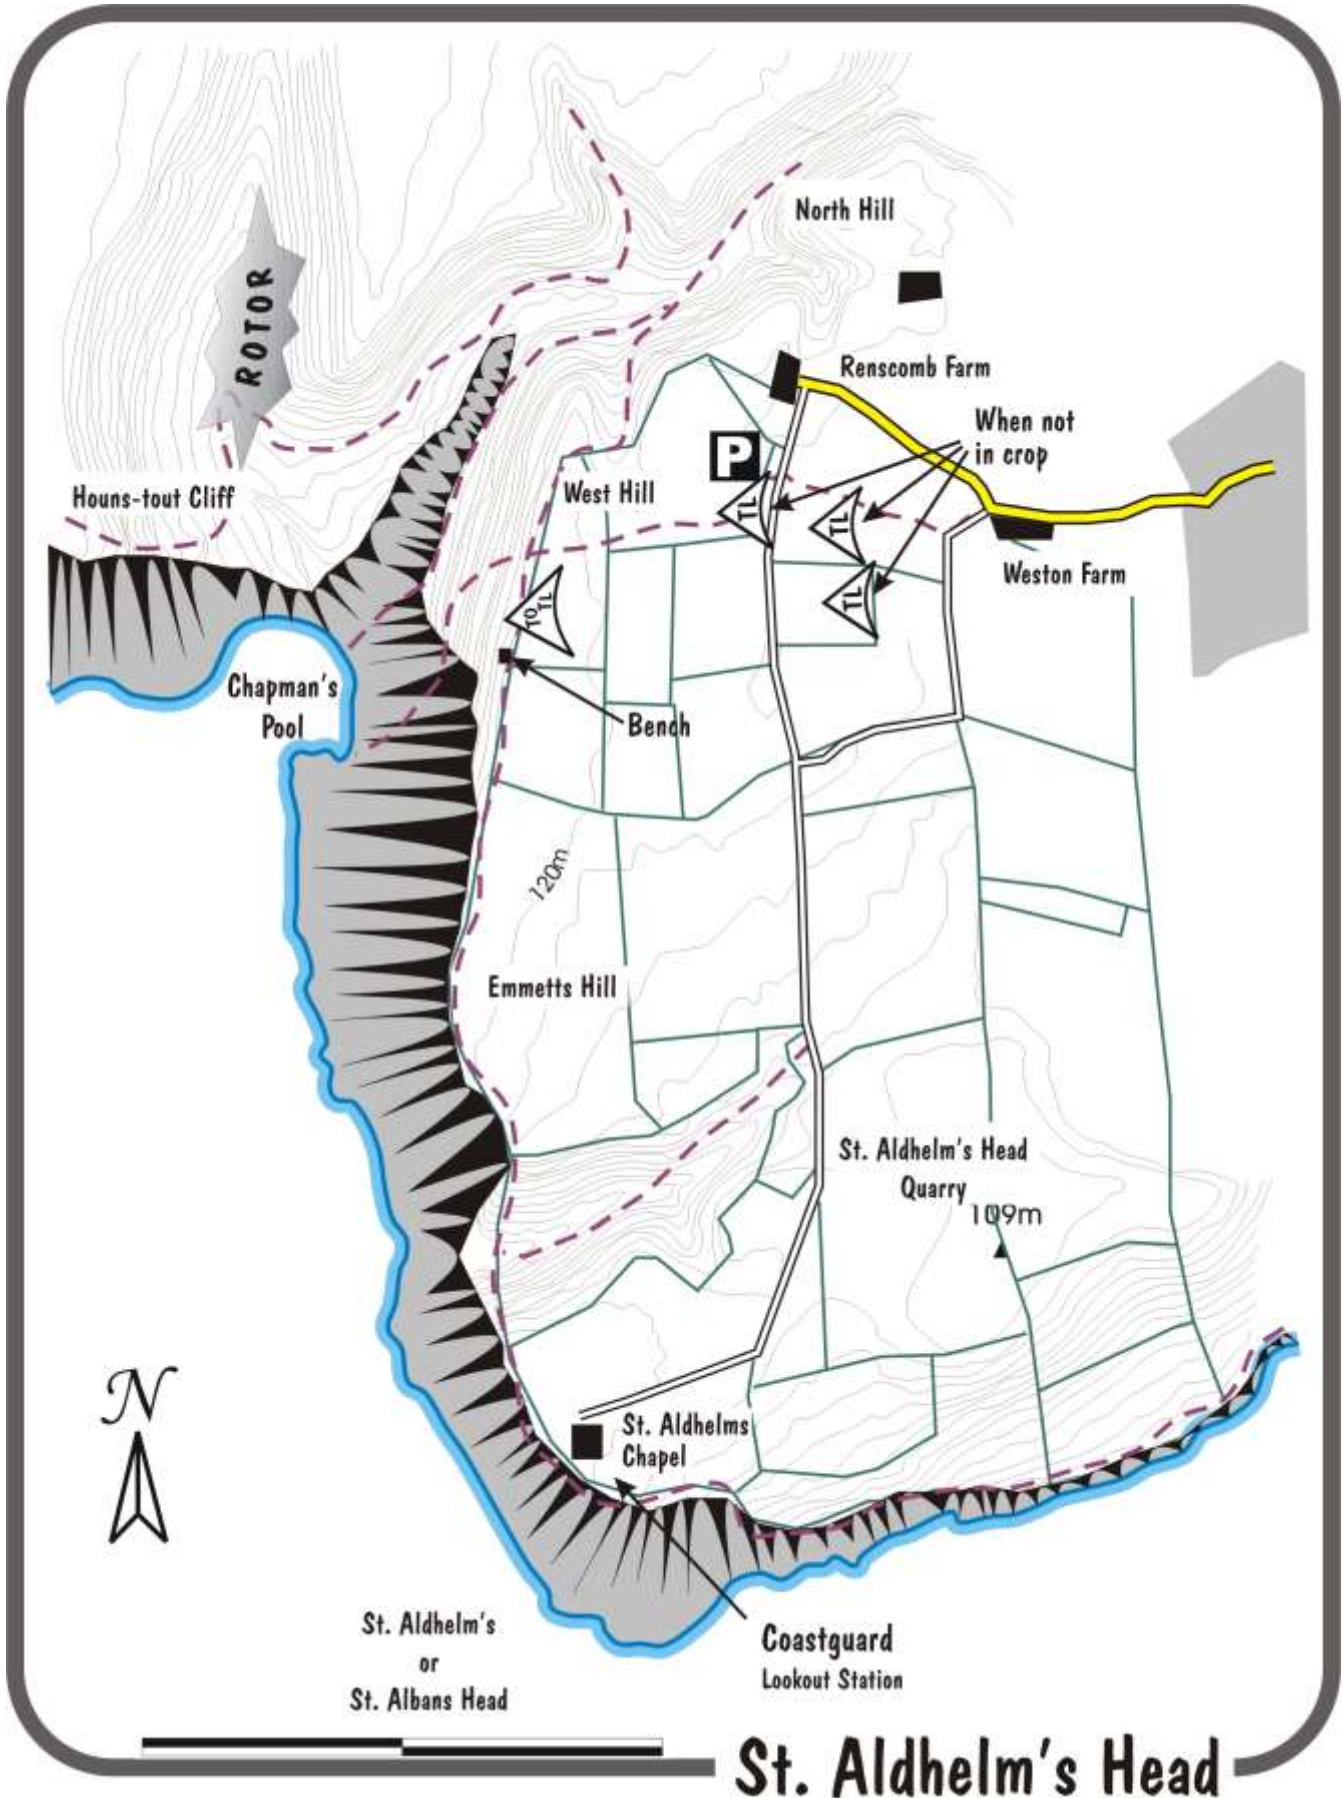 North Hill
ROTOR
Renscomb Farm
When not
in crop
P
West Hill
Houns-tout Cliff
TL
TL
Weston Farm
TL
TO
TL
Chapman's
Pool
Bench
120m
Emmetts Hill
St. Aldhelm's Head
Quarry
109m
N
St. Aldhelms
Chapel
St. Aldhelm's
or
St. Albans Head
Coastguard
Lookout Station
St. Aldhelm's Head